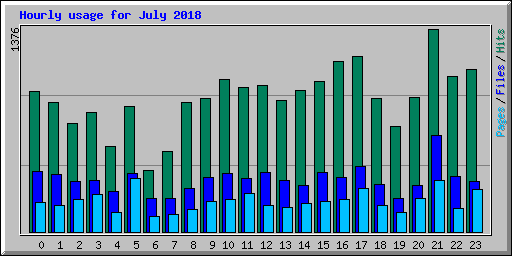 Hourly usage for July 2018
1376
Pages/Files/Hits
0 1 2 3 4 5 6 7 8 9 10 11 12 13 14 15 16 17 18 19 20 21 22 23